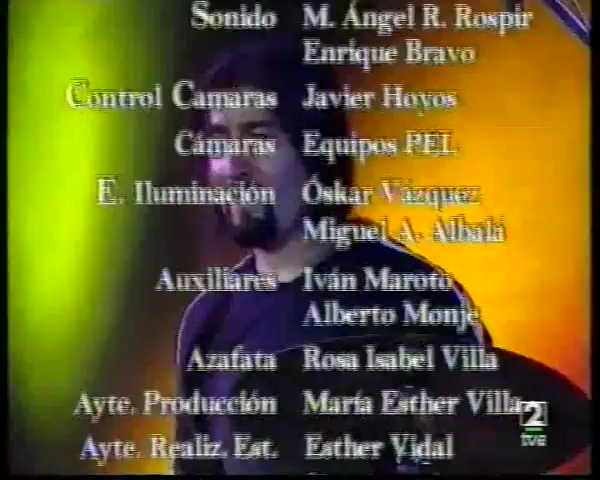 Sonido M. Ángel R. Rospir
Enrique Bravo
Control Camaras Javier Hoyos
Cámaras Equipos PEL
E. Iluminación Óskar Vázquez
Miguel A. Albalá
Auxiliares Iván Maroto
Alberto Monje
Azafata Rosa Isabel Villa
Ayte. Producción María Esther Villa
Ayte. Realiz. Est. Esther Vidal
2
tve